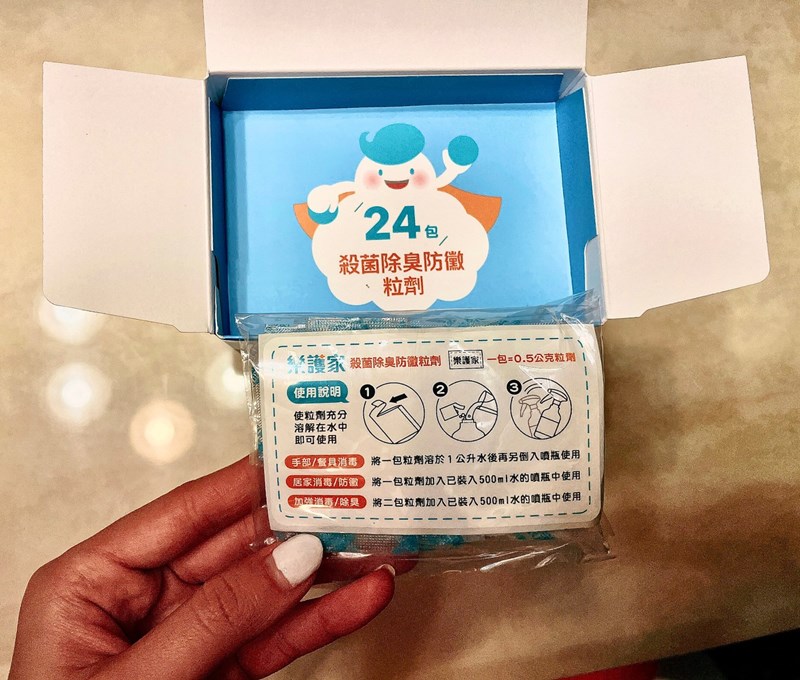 24包
殺菌除臭防黴
粒劑
樂護家 殺菌除臭防黴粒劑 樂護家 一包=0.5公克粒劑
使用說明 1 2 3
使粒劑充分
溶解在水中
即可使用
手部/餐具消毒 將一包粒劑溶於1公升水後再另倒入噴瓶中使用
居家消毒/防黴 將一包粒劑加入已裝入500ml水的噴瓶中使用
加強消毒/除臭 將二包粒劑加入已裝入500ml水的噴瓶中使用